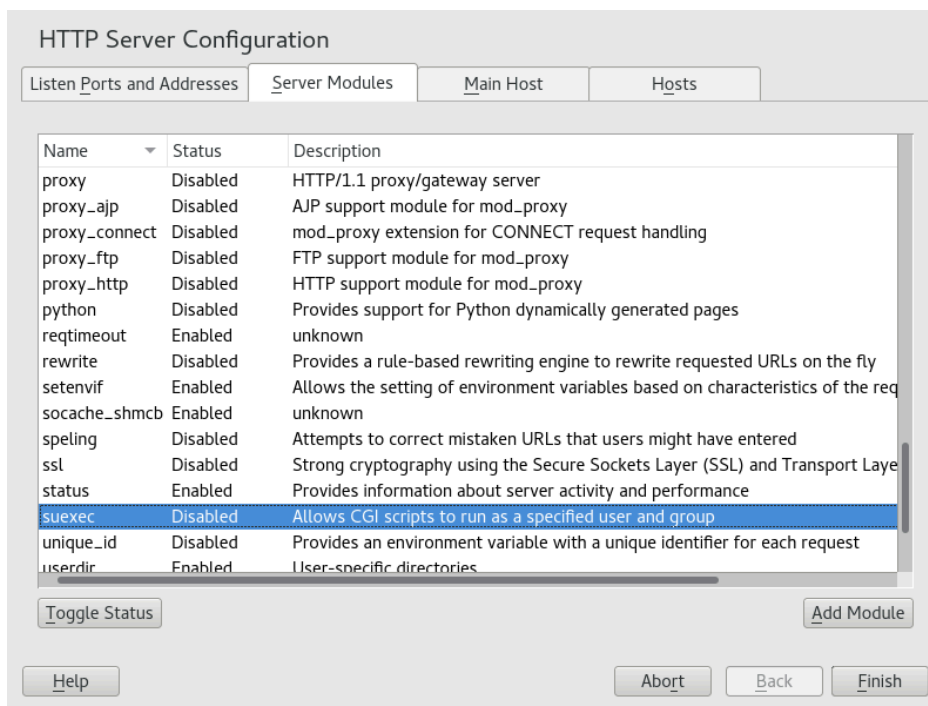 HTTP Server Configuration
Listen Ports and Addresses Server Modules Main Host Hosts
Name Status Description
proxy Disabled HTTP/1.1 proxy/gateway server
proxy_ajp Disabled AJP support module for mod_proxy
proxy_connect Disabled mod_proxy extension for CONNECT request handling
proxy_ftp Disabled FTP support module for mod_proxy
proxy_http Disabled HTTP support module for mod_proxy
python Disabled Provides support for Python dynamically generated pages
reqtimeout Enabled unknown
rewrite Disabled Provides a rule-based rewriting engine to rewrite requested URLs on the fly
setenvif Enabled Allows the setting of environment variables based on characteristics of the req
socache_shmcb Enabled unknown
speling Disabled Attempts to correct mistaken URLs that users might have entered
ssl Disabled Strong cryptography using the Secure Sockets Layer (SSL) and Transport Laye
status Enabled Provides information about server activity and performance
suexec Disabled Allows CGI scripts to run as a specified user and group
unique_id Disabled Provides an environment variable with a unique identifier for each request
userdir Enabled User-specific directories
Toggle Status Add Module
Help Abort Back Finish